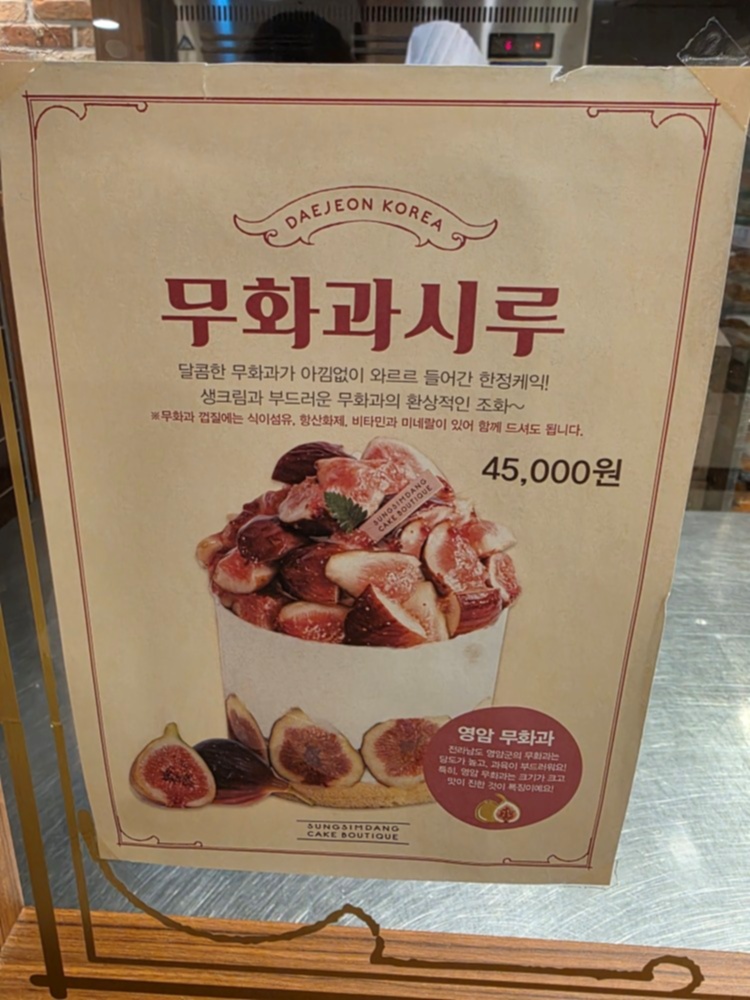 DAEJEON KOREA
무화과시루
달콤한 무화과가 아낌없이 와르르 들어간 한정케익!
생크림과 부드러운 무화과의 환상적인 조화~
※무화과 껍질에는 식이섬유, 항산화제, 비타민과 미네랄이 있어 함께 드셔도 됩니다.
45,000원
SUNGSIMDANG
CAKE BOUTIQUE
영암 무화과
전라남도 영암군의 무화과는
당도가 높고, 과육이 부드러워요!
특히, 영암 무화과는 크기가 크고
맛이 진한 것이 특징이에요!
SUNGSIMDANG
CAKE BOUTIQUE